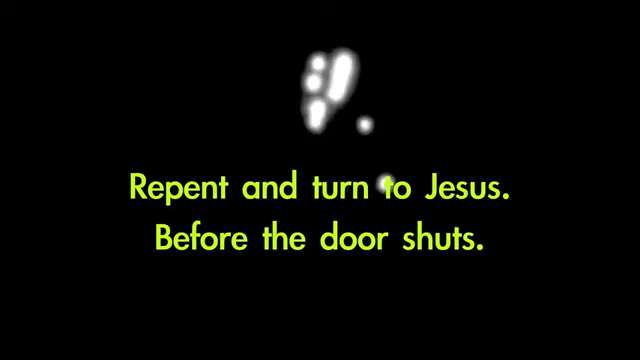 Repent and turn to Jesus.
Before the door shuts.